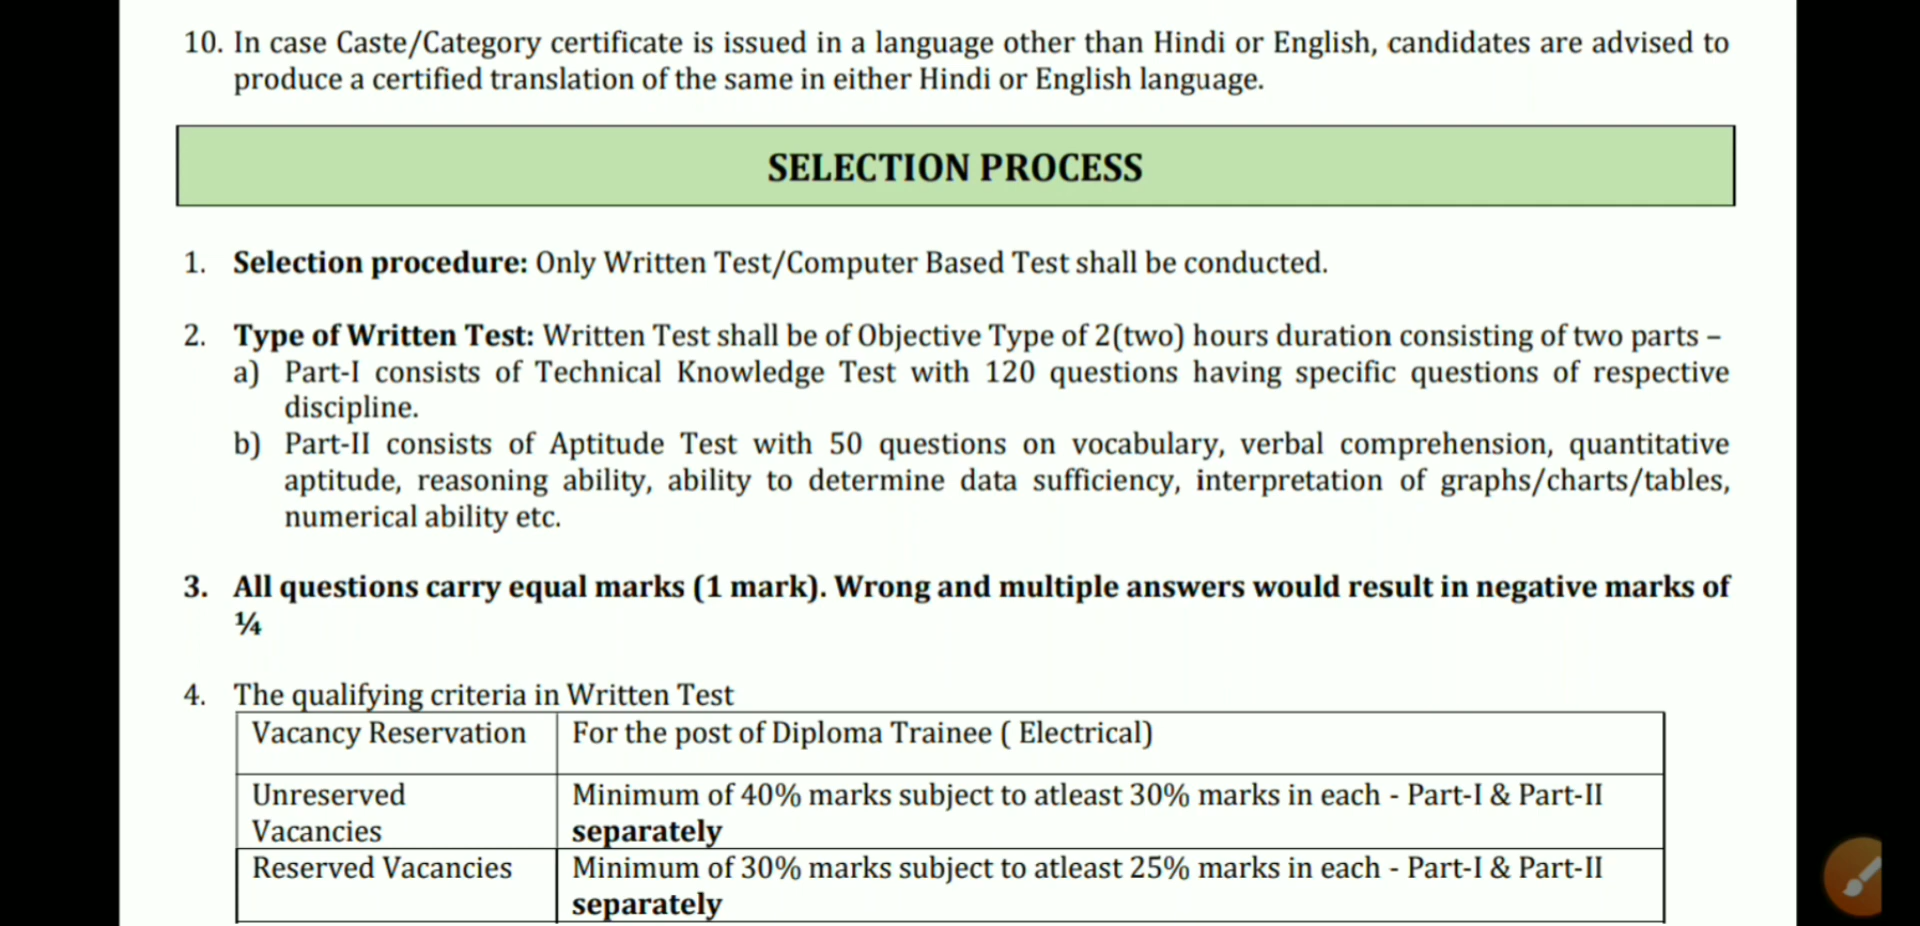 10. In case Caste/Category certificate is issued in a language other than Hindi or English, candidates are advised to
produce a certified translation of the same in either Hindi or English language.
SELECTION PROCESS
1. Selection procedure: Only Written Test/Computer Based Test shall be conducted.
2. Type of Written Test: Written Test shall be of Objective Type of 2(two) hours duration consisting of two parts –
a) Part-I consists of Technical Knowledge Test with 120 questions having specific questions of respective
discipline.
b) Part-II consists of Aptitude Test with 50 questions on vocabulary, verbal comprehension, quantitative
aptitude, reasoning ability, ability to determine data sufficiency, interpretation of graphs/charts/tables,
numerical ability etc.
3. All questions carry equal marks (1 mark). Wrong and multiple answers would result in negative marks of
¼
4. The qualifying criteria in Written Test
Vacancy Reservation For the post of Diploma Trainee ( Electrical)
Unreserved Minimum of 40% marks subject to atleast 30% marks in each - Part-I & Part-II
Vacancies separately
Reserved Vacancies Minimum of 30% marks subject to atleast 25% marks in each - Part-I & Part-II
separately